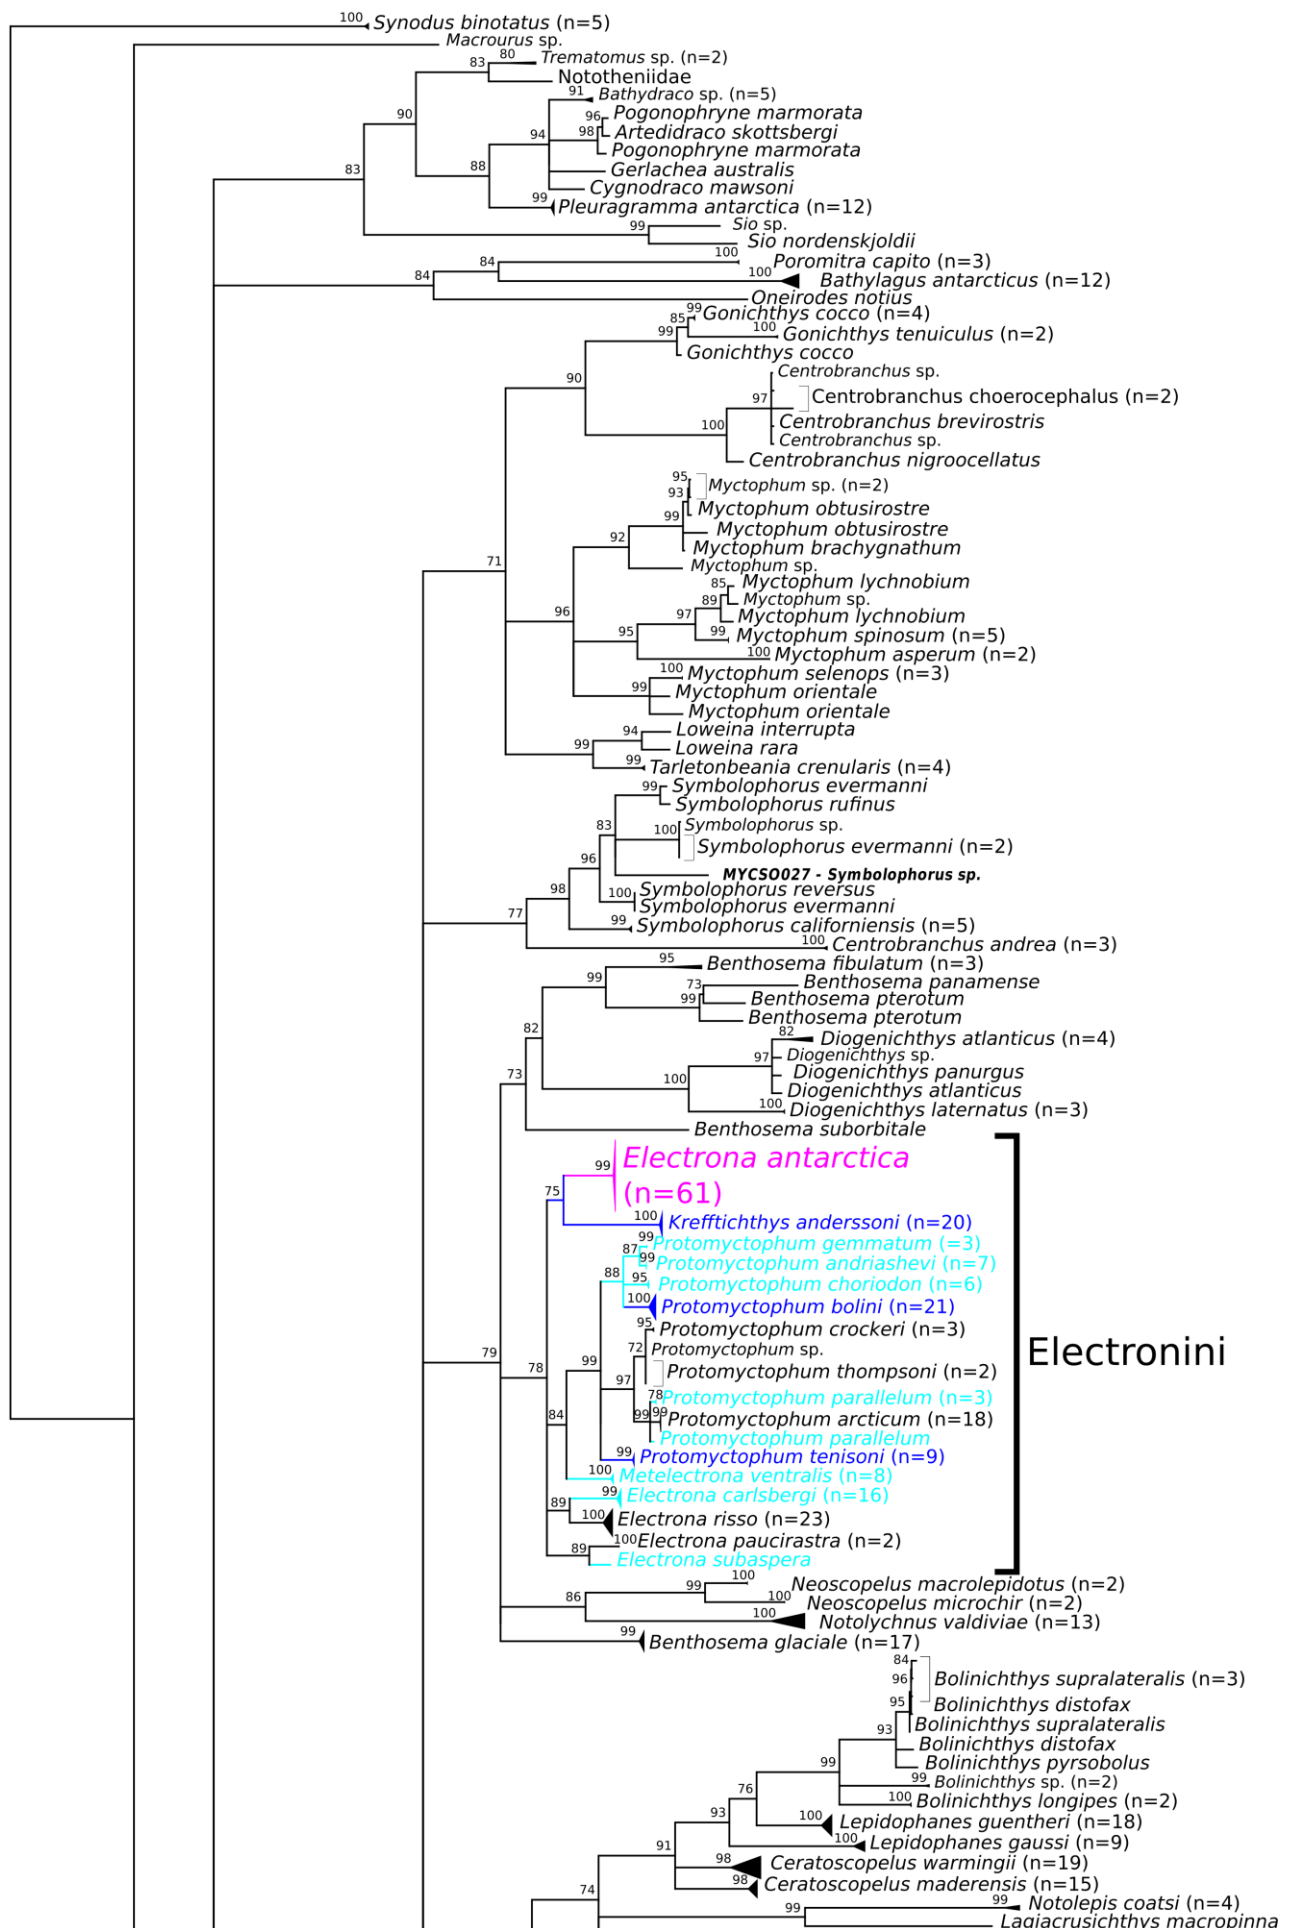 100 Synodus binotatus (n=5)
Macrourus sp.
80 Trematomus sp. (n=2)
83
Nototheniidae
91 Bathydraco sp. (n=5)
90
96 Pogonophryne marmorata
98 Artedidraco skottsbergi
94
Pogonophryne marmorata
83
88
Gerlachea australis
Cygnodraco mawsoni
99 Pleuragramma antarctica (n=12)
Sio sp.
99
Sio nordenskjoldii
100 Poromitra capito (n=3)
84
84
100 Bathylagus antarcticus (n=12)
Oneirodes notius
99 Gonichthys cocco (n=4)
85
100 Gonichthys tenuiculus (n=2)
99
Gonichthys cocco
90
Centrobranchus sp.
97 Centrobranchus choerocephalus (n=2)
Centrobranchus brevirostris
100
Centrobranchus sp.
Centrobranchus nigroocellatus
95
Myctophum sp. (n=2)
93
Myctophum obtusirostre
99
Myctophum obtusirostre
92
Myctophum brachygnathum
Myctophum sp.
71
85 Myctophum lychnobium
89 Myctophum sp.
96
97 Myctophum lychnobium
95
99 Myctophum spinosum (n=5)
100 Myctophum asperum (n=2)
100 Myctophum selenops (n=3)
99
Myctophum orientale
Myctophum orientale
94 Loweina interrupta
99
Loweina rara
99 Tarletonbeania crenularis (n=4)
99 Symbolophorus evermanni
Symbolophorus rufinus
83
Symbolophorus sp.
100
Symbolophorus evermanni (n=2)
96
MYCSO027 - Symbolophorus sp.
98
100 Symbolophorus reversus
Symbolophorus evermanni
77
99 Symbolophorus californiensis (n=5)
100 Centrobranchus andrea (n=3)
95 Benthosema fibulatum (n=3)
99
73 Benthosema panamense
99 Benthosema pterotum
Benthosema pterotum
82
82 Diogenichthys atlanticus (n=4)
97 Diogenichthys sp.
73
Diogenichthys panurgus
100
Diogenichthys atlanticus
100 Diogenichthys laternatus (n=3)
Benthosema suborbitale
99 Electrona antarctica
(n=61)
75
100 Krefftichthys anderssoni (n=20)
99 Protomyctophum gemmatum (=3)
87
99 Protomyctophum andriashevi (n=7)
88
95 Protomyctophum choriodon (n=6)
100 Protomyctophum bolini (n=21)
95 Protomyctophum crockeri (n=3)
72 Protomyctophum sp.
Electronini
79
78
99
97
Protomyctophum thompsoni (n=2)
78 Protomyctophum parallelum (n=3)
84
99 99 Protomyctophum arcticum (n=18)
Protomyctophum parallelum
99 Protomyctophum tenisoni (n=9)
100 Metelectrona ventralis (n=8)
99 Electrona carlsbergi (n=16)
89
100 Electrona risso (n=23)
100 Electrona paucirastra (n=2)
89
Electrona subaspera
100 Neoscopelus macrolepidotus (n=2)
99
86
100 Neoscopelus microchir (n=2)
100 Notolychnus valdiviae (n=13)
99 Benthosema glaciale (n=17)
84
96 Bolinichthys supralateralis (n=3)
95 Bolinichthys distofax
Bolinichthys supralateralis
93
Bolinichthys distofax
99
Bolinichthys pyrsobolus
99 Bolinichthys sp. (n=2)
76
100 Bolinichthys longipes (n=2)
93
100 Lepidophanes guentheri (n=18)
100 Lepidophanes gaussi (n=9)
91
98 Ceratoscopelus warmingii (n=19)
98 Ceratoscopelus maderensis (n=15)
74
99 Notolepis coatsi (n=4)
99
Lagiacrusichthys macropinna